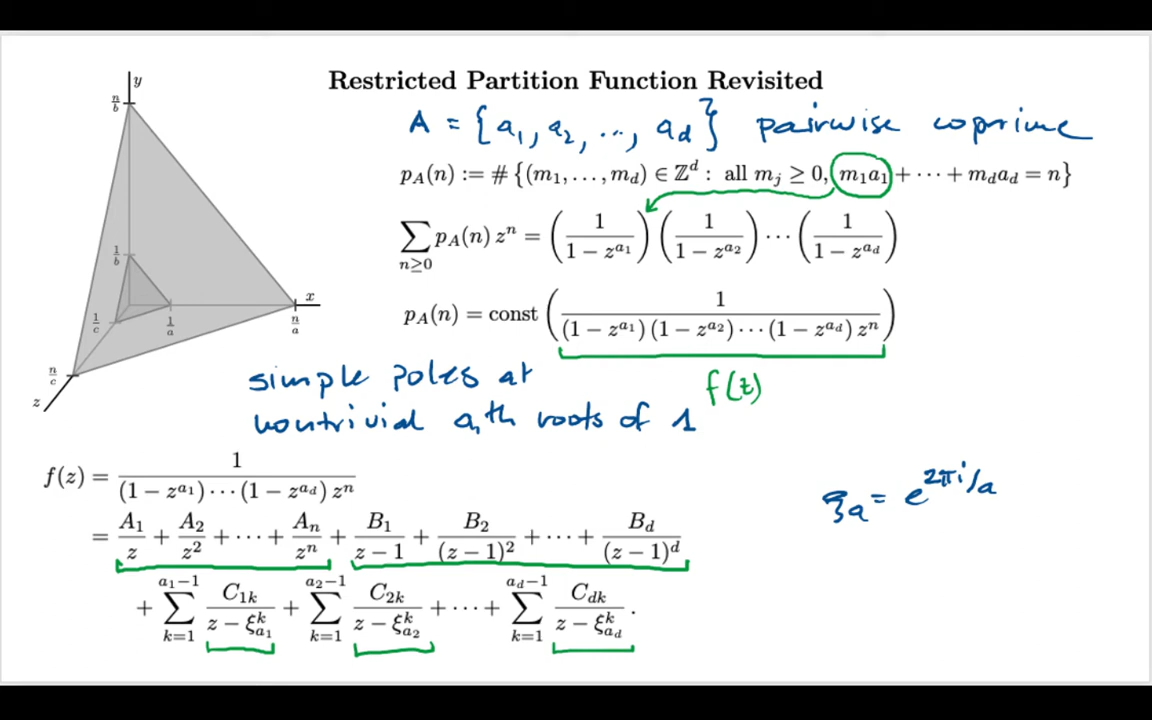 Restricted Partition Function Revisited
A = {a₁, a₂, ..., a_d} pairwise coprime
p_A(n) := # {(m₁, . . . , m_d) ∈ ℤ^d : all m_j ≥ 0, m₁a₁ + · · · + m_d a_d = n}
∑_{n≥0} p_A(n) z^n = (1/(1 − z^{a₁})) (1/(1 − z^{a₂})) · · · (1/(1 − z^{a_d}))
p_A(n) = const (1/((1 − z^{a₁}) (1 − z^{a₂}) · · · (1 − z^{a_d}) z^n))
f(z)
simple poles at
nontrivial a₁th roots of 1
f(z) = 1/((1 − z^{a₁}) · · · (1 − z^{a_d}) z^n)
= A₁/z + A₂/z² + · · · + A_n/z^n + B₁/(z − 1) + B₂/(z − 1)² + · · · + B_d/(z − 1)^d
+ ∑_{k=1}^{a₁−1} C_{1k}/(z − ξ_{a₁}^k) + ∑_{k=1}^{a₂−1} C_{2k}/(z − ξ_{a₂}^k) + · · · + ∑_{k=1}^{a_d−1} C_{dk}/(z − ξ_{a_d}^k) .
ξ_a = e^{2πi/a}
y
n/b
1/b
x
1/c
1/a
n/a
n/c
z